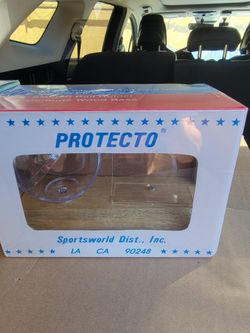 PROTECTO®
Sportsworld Dist., Inc.
LA CA 90248